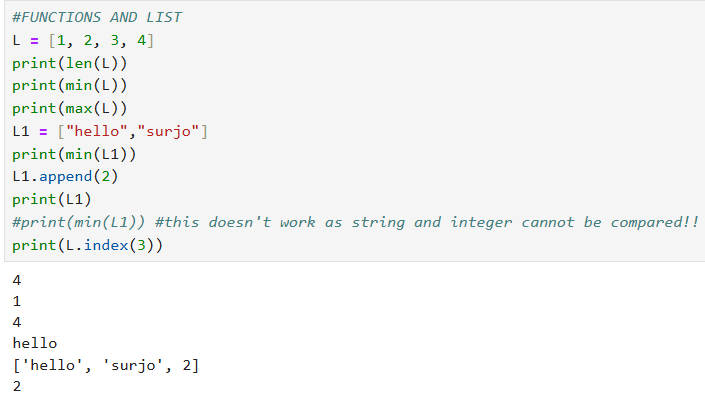 #FUNCTIONS AND LIST
L = [1, 2, 3, 4]
print(len(L))
print(min(L))
print(max(L))
L1 = ["hello","surjo"]
print(min(L1))
L1.append(2)
print(L1)
#print(min(L1)) #this doesn't work as string and integer cannot be compared!!
print(L.index(3))
4
1
4
hello
['hello', 'surjo', 2]
2